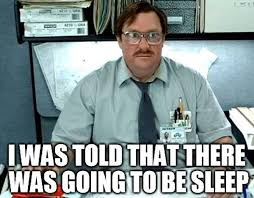 I WAS TOLD THAT THERE
WAS GOING TO BE SLEEP